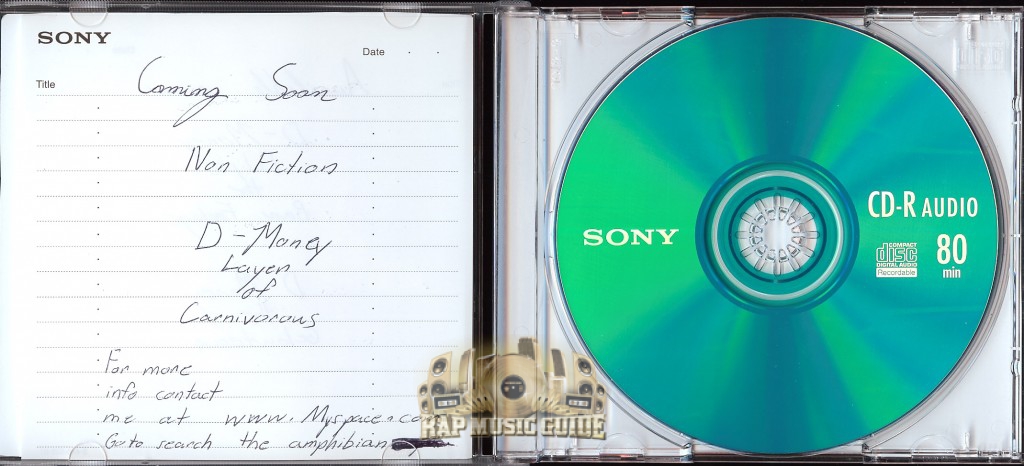 SONY
Date
Title
Coming Soon
Non Fiction
D-Money
Layen
of
Carnivorous
For more
info contact
me at www.Myspace.co
Go to search the amphibian
RAP MUSIC GUIDE
SONY
CD-R AUDIO
COMPACT
disc
DIGITAL AUDIO
Recordable
80
min